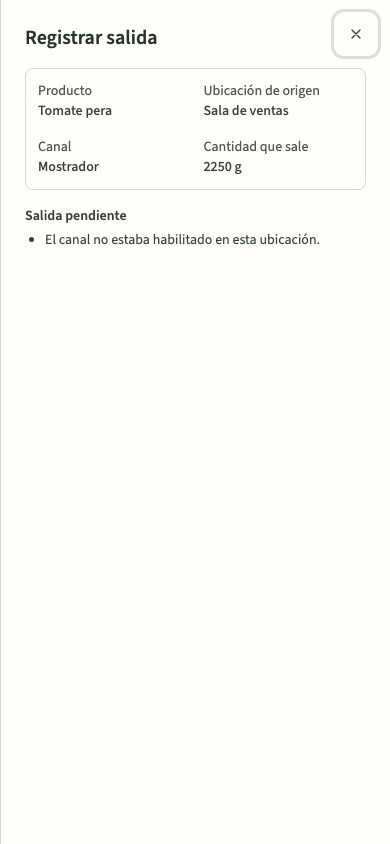 Registrar salida
Producto
Tomate pera
Ubicación de origen
Sala de ventas
Canal
Mostrador
Cantidad que sale
2250 g
Salida pendiente
• El canal no estaba habilitado en esta ubicación.